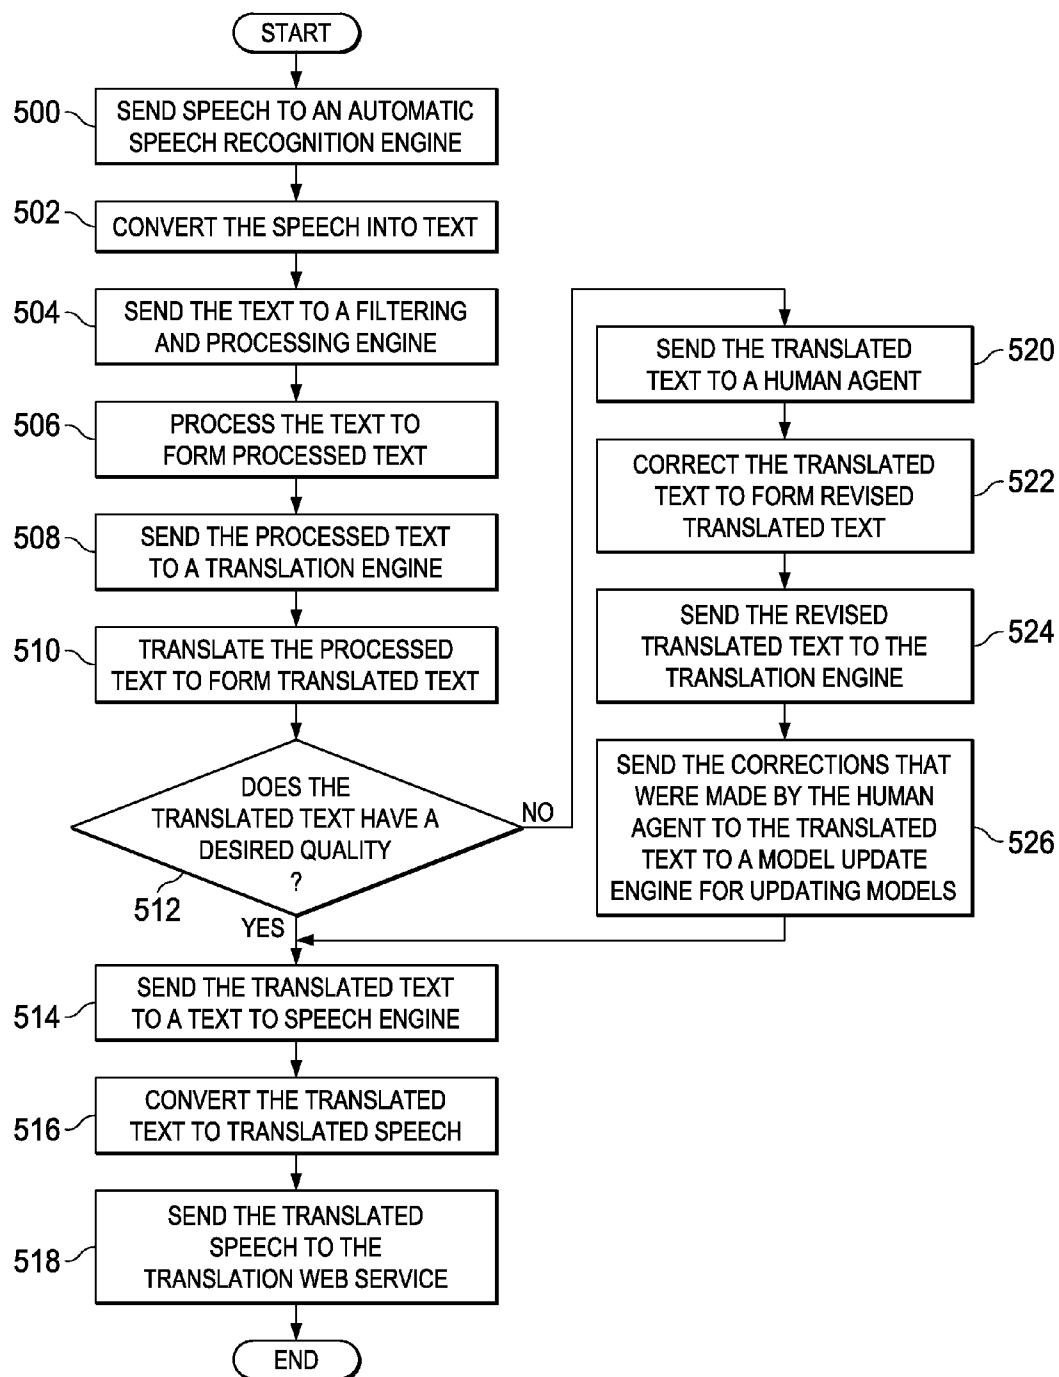 START
500
SEND SPEECH TO AN AUTOMATIC
SPEECH RECOGNITION ENGINE
502
CONVERT THE SPEECH INTO TEXT
504
SEND THE TEXT TO A FILTERING
AND PROCESSING ENGINE
506
PROCESS THE TEXT TO
FORM PROCESSED TEXT
508
SEND THE PROCESSED TEXT
TO A TRANSLATION ENGINE
510
TRANSLATE THE PROCESSED
TEXT TO FORM TRANSLATED TEXT
DOES THE
TRANSLATED TEXT HAVE A
DESIRED QUALITY
?
512
NO
YES
514
SEND THE TRANSLATED TEXT
TO A TEXT TO SPEECH ENGINE
516
CONVERT THE TRANSLATED
TEXT TO TRANSLATED SPEECH
518
SEND THE TRANSLATED
SPEECH TO THE
TRANSLATION WEB SERVICE
END
SEND THE TRANSLATED
TEXT TO A HUMAN AGENT
520
CORRECT THE TRANSLATED
TEXT TO FORM REVISED
TRANSLATED TEXT
522
SEND THE REVISED
TRANSLATED TEXT TO THE
TRANSLATION ENGINE
524
SEND THE CORRECTIONS THAT
WERE MADE BY THE HUMAN
AGENT TO THE TRANSLATED
TEXT TO A MODEL UPDATE
ENGINE FOR UPDATING MODELS
526